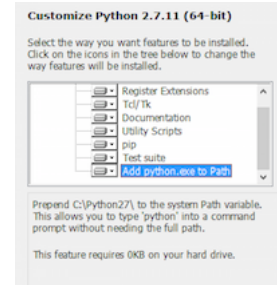 Customize Python 2.7.11 (64-bit)
Select the way you want features to be installed.
Click on the icons in the tree below to change the
way features will be installed.
Register Extensions
Tcl/Tk
Documentation
Utility Scripts
pip
Test suite
Add python.exe to Path
Prepend C:\Python27\ to the system Path variable.
This allows you to type 'python' into a command
prompt without needing the full path.
This feature requires 0KB on your hard drive.